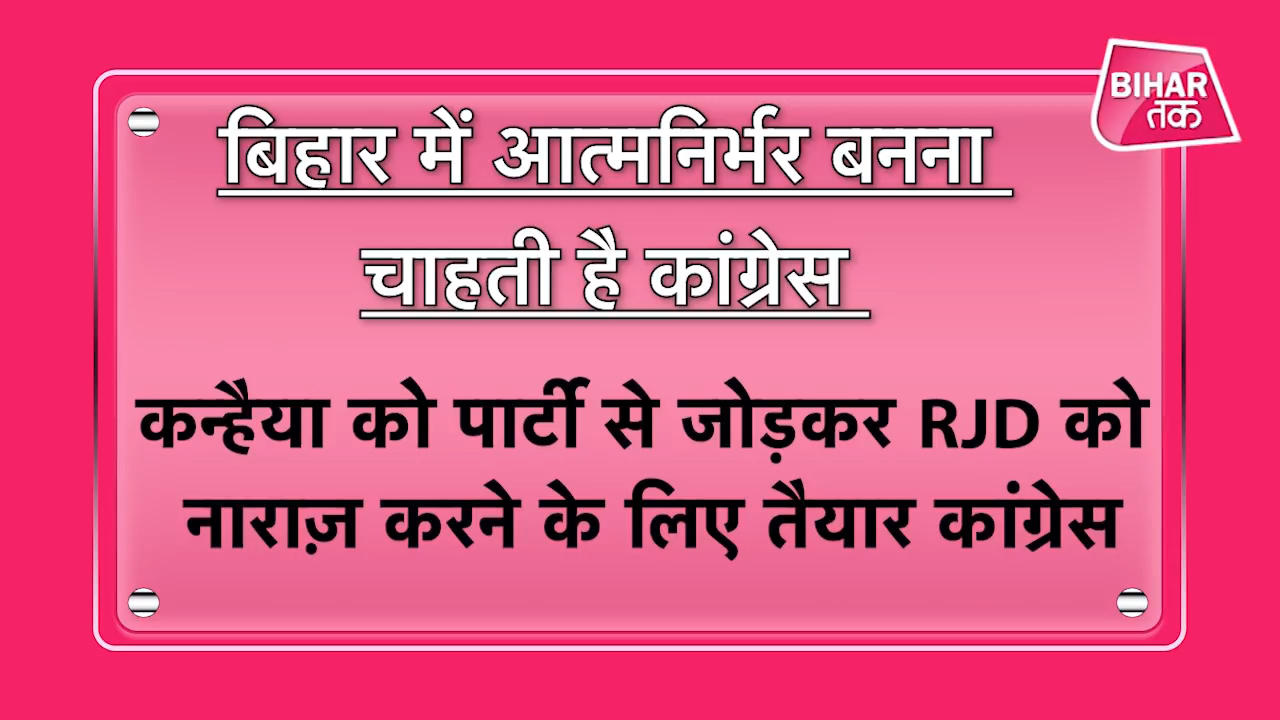 BIHAR
तक
बिहार में आत्मनिर्भर बनना
चाहती है कांग्रेस
कन्हैया को पार्टी से जोड़कर RJD को
नाराज़ करने के लिए तैयार कांग्रेस